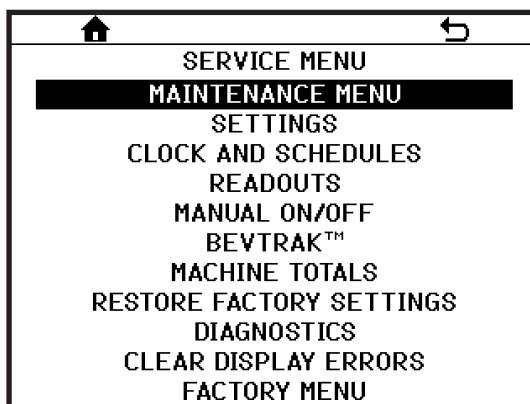 SERVICE MENU
MAINTENANCE MENU
SETTINGS
CLOCK AND SCHEDULES
READOUTS
MANUAL ON/OFF
BEVTRAK™
MACHINE TOTALS
RESTORE FACTORY SETTINGS
DIAGNOSTICS
CLEAR DISPLAY ERRORS
FACTORY MENU